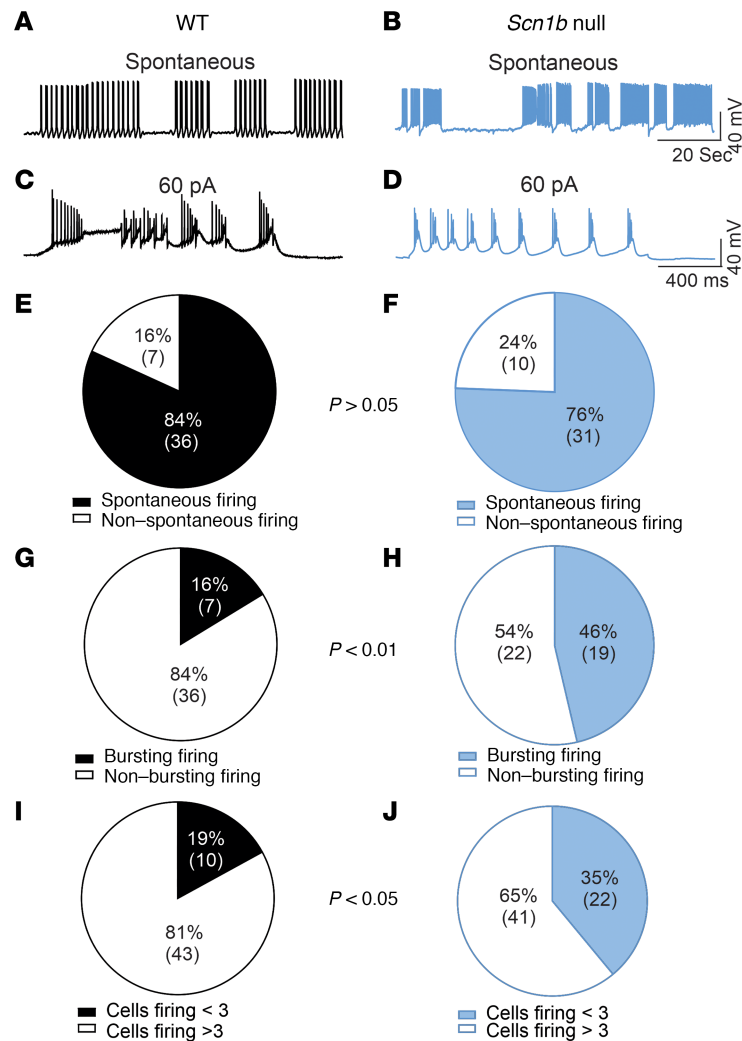 A
WT
B
Scn1b null
Spontaneous
Spontaneous
40 mV
20 Sec
C
60 pA
D
60 pA
40 mV
400 ms
E
F
16%
(7)
84%
(36)
P > 0.05
24%
(10)
76%
(31)
Spontaneous firing
Non–spontaneous firing
Spontaneous firing
Non–spontaneous firing
G
H
16%
(7)
84%
(36)
P < 0.01
54%
(22)
46%
(19)
Bursting firing
Non–bursting firing
Bursting firing
Non–bursting firing
I
J
19%
(10)
81%
(43)
P < 0.05
65%
(41)
35%
(22)
Cells firing < 3
Cells firing >3
Cells firing < 3
Cells firing > 3